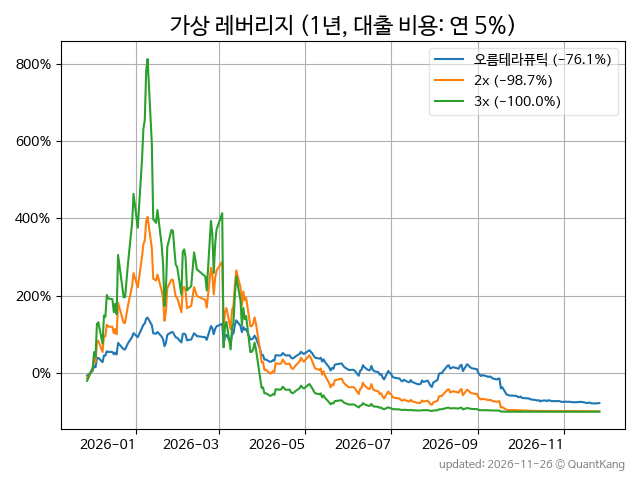 가상 레버리지 (1년, 대출 비용: 연 5%)
오름테라퓨틱 (−76.1%)
2x (−98.7%)
3x (−100.0%)
800%
600%
400%
200%
0%
2026-01
2026-03
2026-05
2026-07
2026-09
2026-11
updated: 2026-11-26 © QuantKang